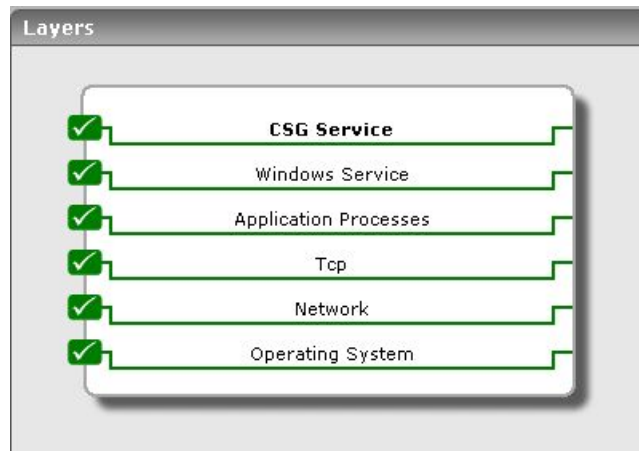 Layers
CSG Service
Windows Service
Application Processes
Tcp
Network
Operating System